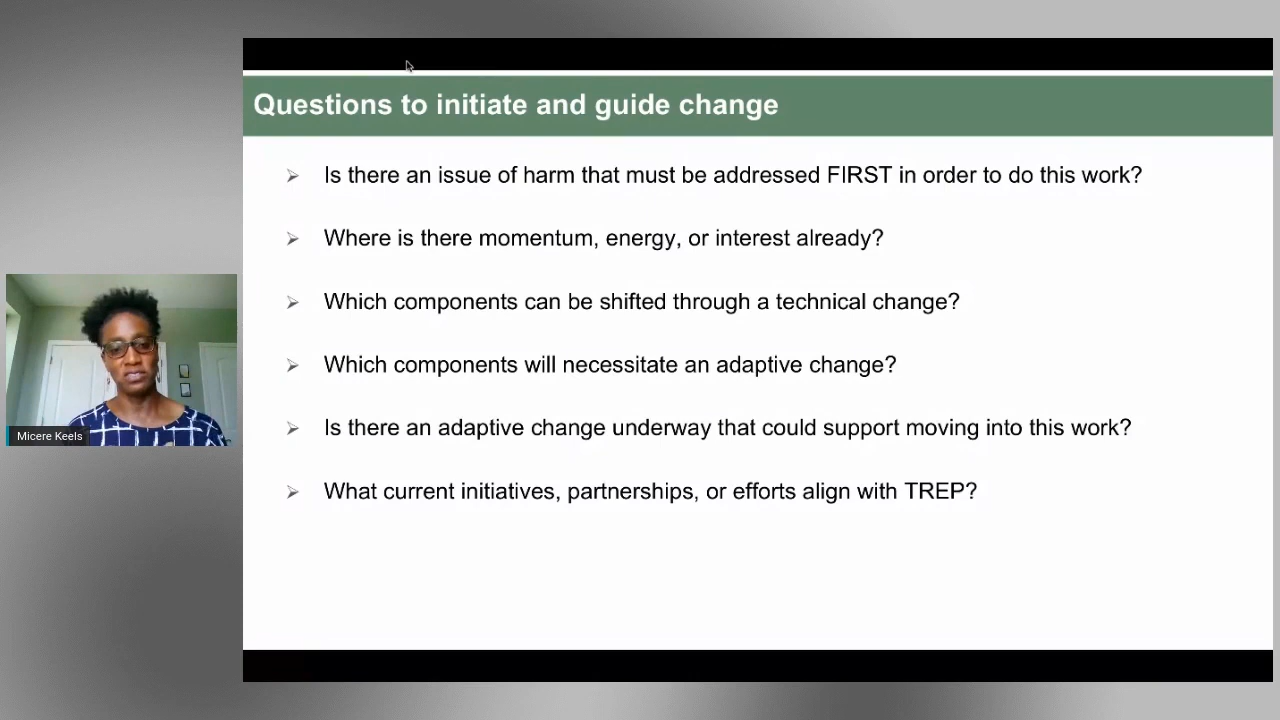 Questions to initiate and guide change
Is there an issue of harm that must be addressed FIRST in order to do this work?
Where is there momentum, energy, or interest already?
Which components can be shifted through a technical change?
Which components will necessitate an adaptive change?
Is there an adaptive change underway that could support moving into this work?
What current initiatives, partnerships, or efforts align with TREP?
Micere Keels